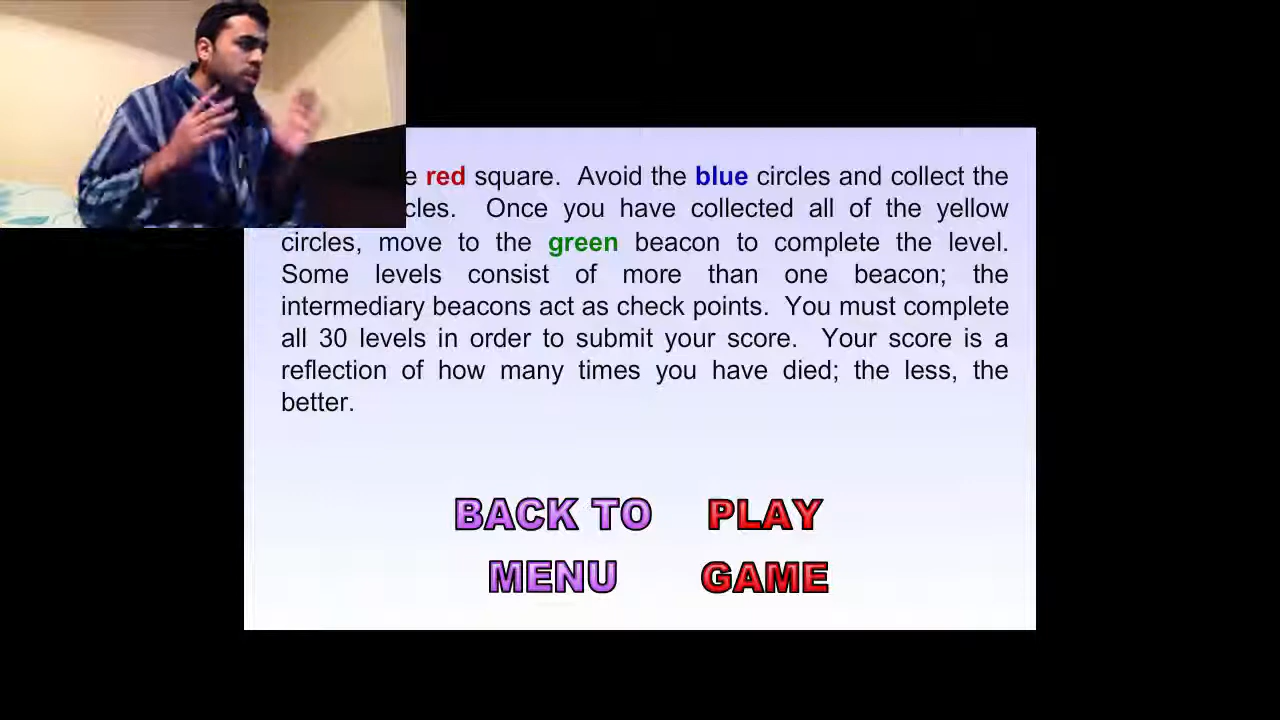 red square. Avoid the blue circles and collect the
Once you have collected all of the yellow
circles, move to the green beacon to complete the level.
Some levels consist of more than one beacon; the
intermediary beacons act as check points. You must complete
all 30 levels in order to submit your score. Your score is a
reflection of how many times you have died; the less, the
better.
BACK TO
MENU
PLAY
GAME